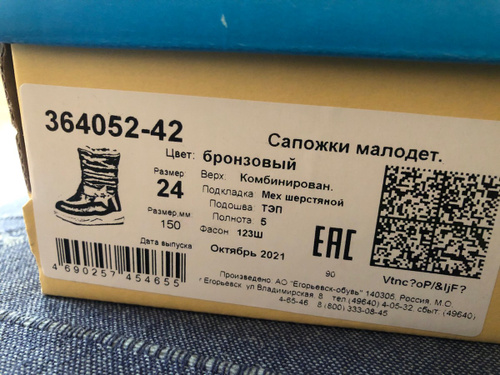 364052-42
Сапожки малодет.
Цвет: бронзовый
Размер
24
Верх Комбинирован.
Подкладка Мех шерстяной
Подошва ТЭП
Размер,мм
150
Полнота 5
Фасон 123Ш
Дата выпуска
Октябрь 2021
ЕАС
90
Vtnc?oP/&IjF?
4 690257 454655
Произведено: АО "Егорьевск-обувь" 140305, Россия, М.О.
г.Егорьевск ул Владимирская, 8 тел (49640) 4-05-32, сбыт: (49640)
4-65-46 8 (800) 333-08-45